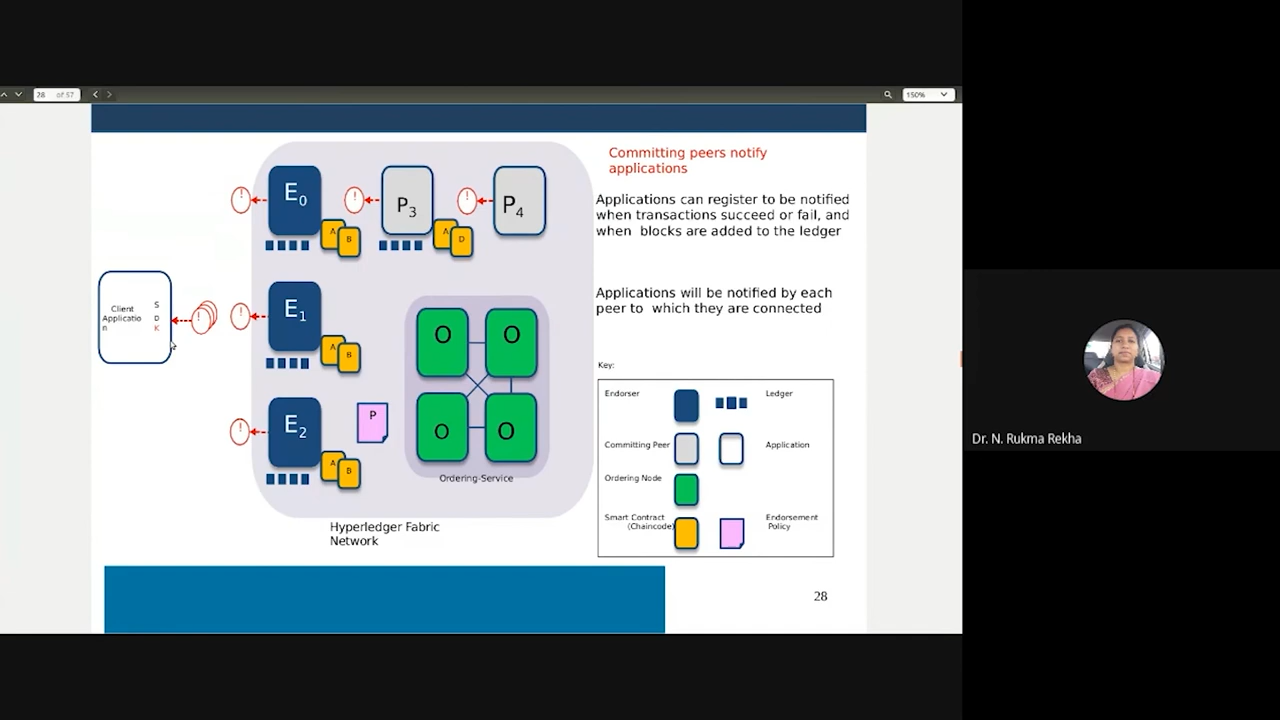 28 of 57
150%
Committing peers notify
applications
Applications can register to be notified
when transactions succeed or fail, and
when blocks are added to the ledger
Applications will be notified by each
peer to which they are connected
E0
!
A
B
P3
!
A
D
P4
!
Client
Applicatio
n
S
D
K
!
E1
!
A
B
E2
!
A
B
P
O
O
O
O
Ordering-Service
Hyperledger Fabric
Network
Key:
Endorser
Ledger
Committing Peer
Application
Ordering Node
Smart Contract
(Chaincode)
Endorsement
Policy
28
Dr. N. Rukma Rekha